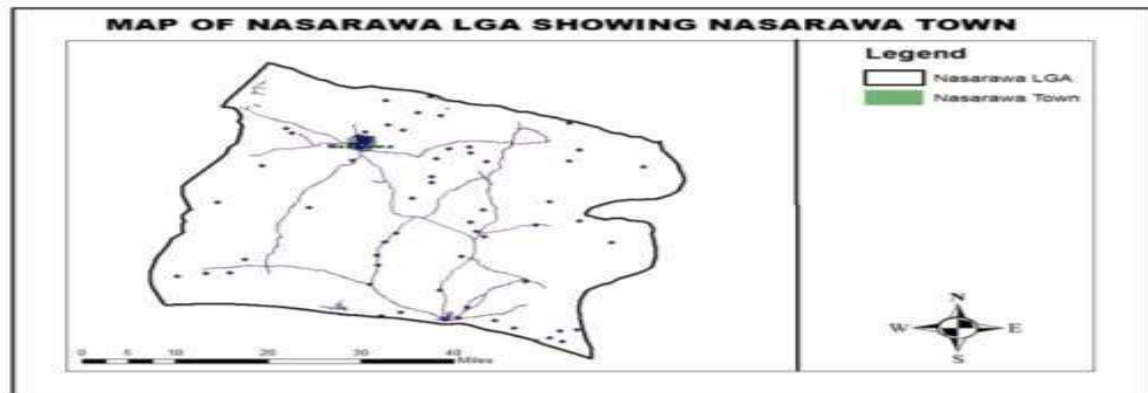 MAP OF NASARAWA LGA SHOWING NASARAWA TOWN
Legend
Nasarawa LGA
Nasarawa Town
N
W E
S
0 5 10 20 30 40
Miles